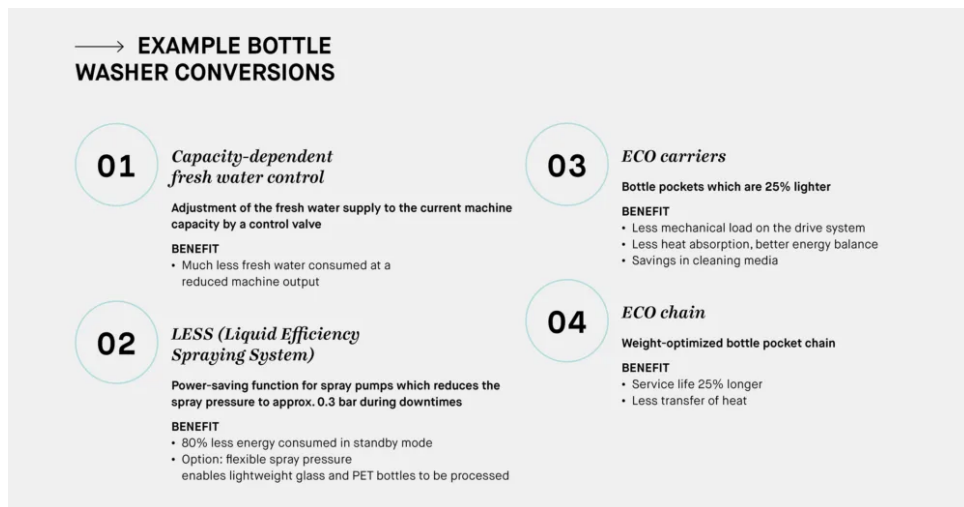 EXAMPLE BOTTLE
WASHER CONVERSIONS
01
Capacity-dependent
fresh water control
Adjustment of the fresh water supply to the current machine
capacity by a control valve
BENEFIT
• Much less fresh water consumed at a
reduced machine output
02
LESS (Liquid Efficiency
Spraying System)
Power-saving function for spray pumps which reduces the
spray pressure to approx. 0.3 bar during downtimes
BENEFIT
• 80% less energy consumed in standby mode
• Option: flexible spray pressure
enables lightweight glass and PET bottles to be processed
03
ECO carriers
Bottle pockets which are 25% lighter
BENEFIT
• Less mechanical load on the drive system
• Less heat absorption, better energy balance
• Savings in cleaning media
04
ECO chain
Weight-optimized bottle pocket chain
BENEFIT
• Service life 25% longer
• Less transfer of heat